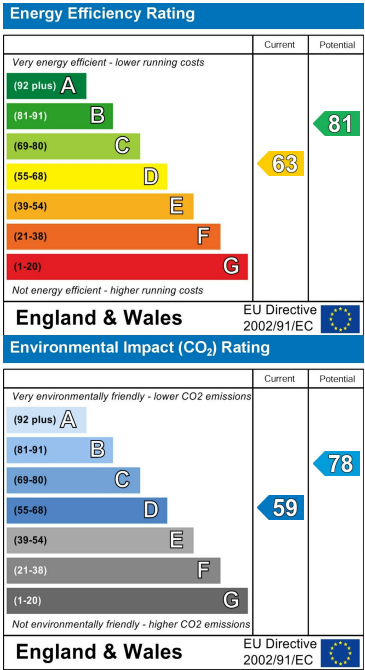 Energy Efficiency Rating
Current Potential
Very energy efficient - lower running costs
(92 plus) A
(81-91) B
81
(69-80) C
63
(55-68) D
(39-54) E
(21-38) F
(1-20) G
Not energy efficient - higher running costs
England & Wales
EU Directive
2002/91/EC
Environmental Impact (CO₂) Rating
Current Potential
Very environmentally friendly - lower CO2 emissions
(92 plus) A
(81-91) B
78
(69-80) C
(55-68) D
59
(39-54) E
(21-38) F
(1-20) G
Not environmentally friendly - higher CO2 emissions
England & Wales
EU Directive
2002/91/EC